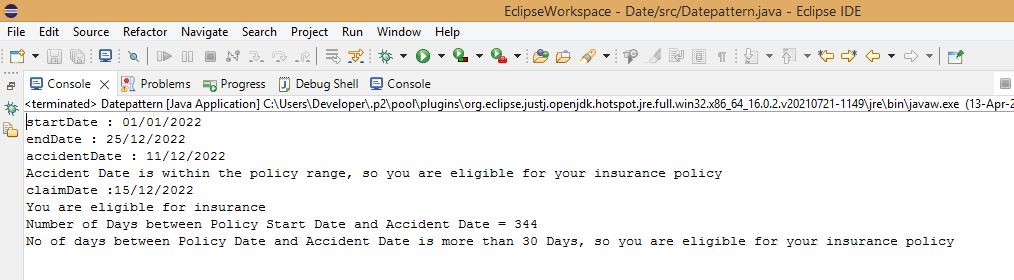 EclipseWorkspace - Date/src/Datepattern.java - Eclipse IDE
File Edit Source Refactor Navigate Search Project Run Window Help
Console Problems Progress Debug Shell Console
<terminated> Datepattern [Java Application] C:\Users\Developer\.p2\pool\plugins\org.eclipse.justj.openjdk.hotspot.jre.full.win32.x86_64_16.0.2.v20210721-1149\jre\bin\javaw.exe (13-Apr-2
startDate : 01/01/2022
endDate : 25/12/2022
accidentDate : 11/12/2022
Accident Date is within the policy range, so you are eligible for your insurance policy
claimDate :15/12/2022
You are eligible for insurance
Number of Days between Policy Start Date and Accident Date = 344
No of days between Policy Date and Accident Date is more than 30 Days, so you are eligible for your insurance policy